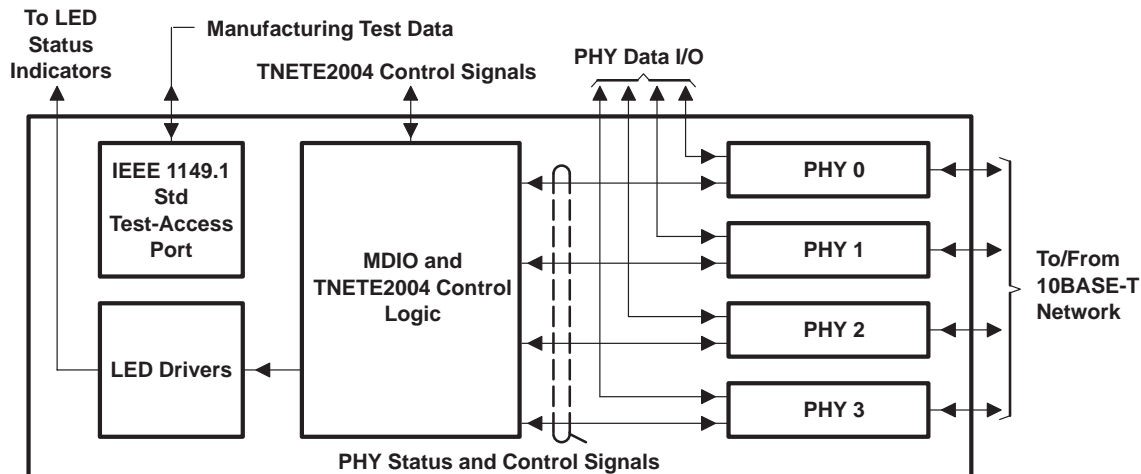 To LED
Status
Indicators
Manufacturing Test Data
TNETE2004 Control Signals
PHY Data I/O
IEEE 1149.1
Std
Test-Access
Port
MDIO and
TNETE2004 Control
Logic
LED Drivers
PHY 0
PHY 1
PHY 2
PHY 3
To/From
10BASE-T
Network
PHY Status and Control Signals